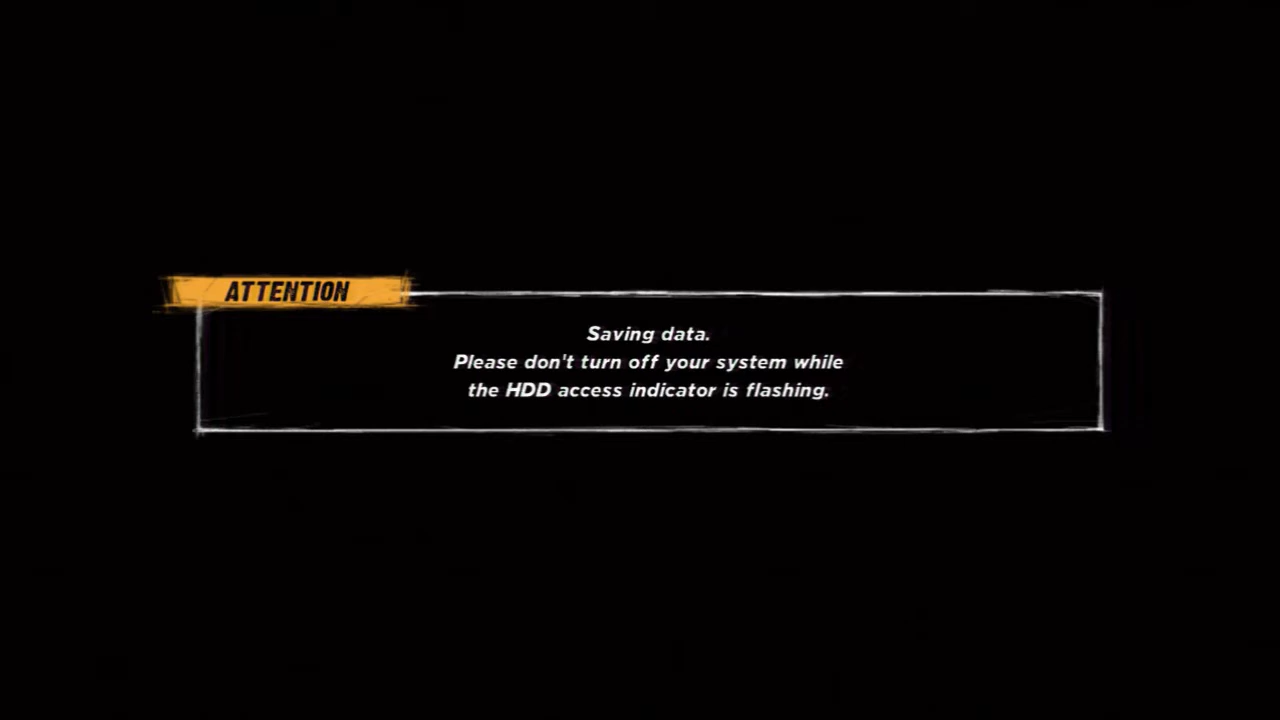 ATTENTION
Saving data.
Please don't turn off your system while
the HDD access indicator is flashing.